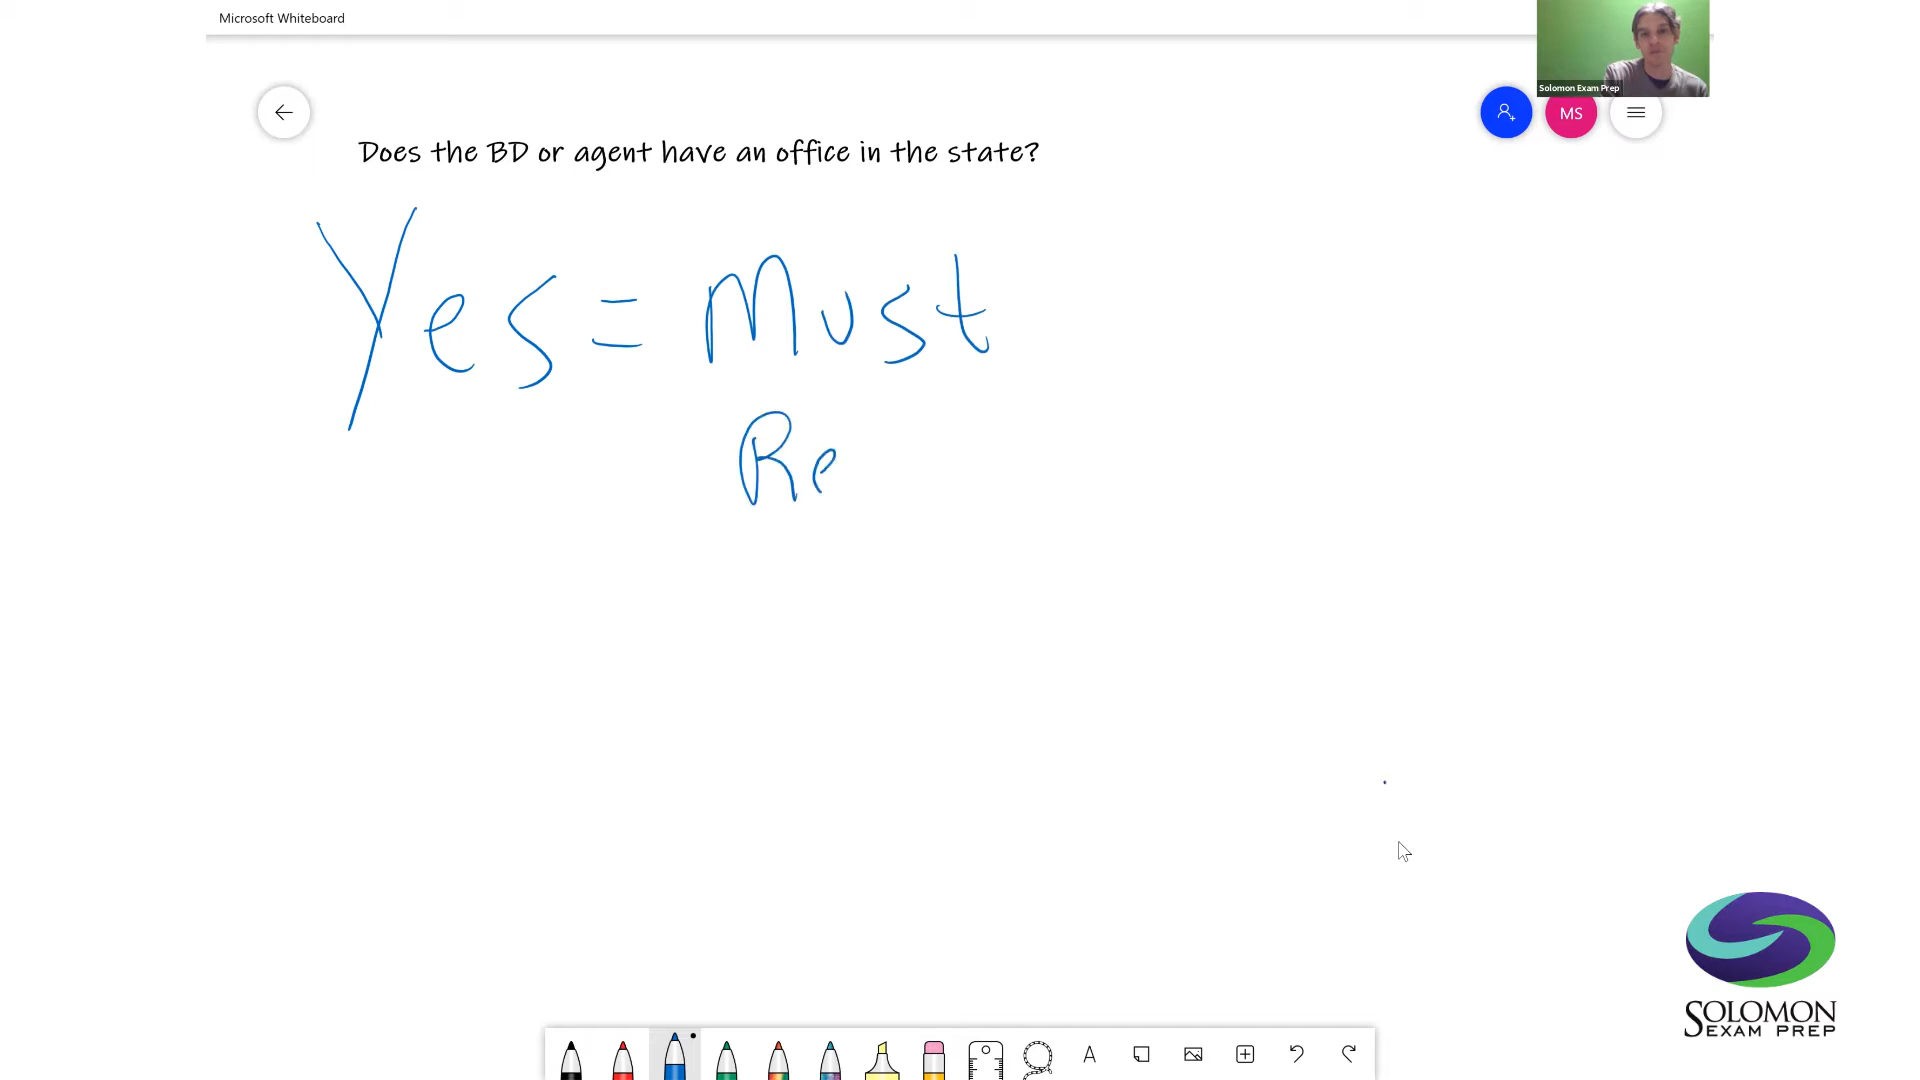 Microsoft Whiteboard
Solomon Exam Prep
MS
Does the BD or agent have an office in the state?
Yes = Must
Re
A
SOLOMON
EXAM PREP